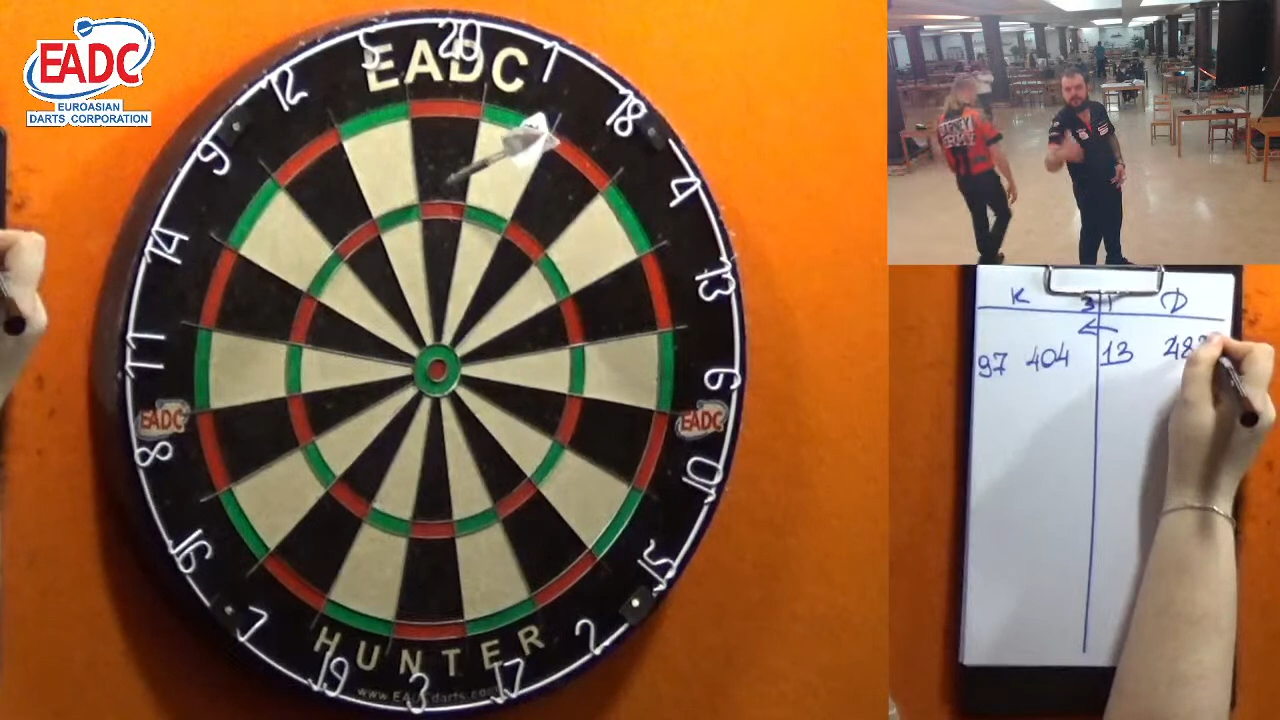 EADC
EUROASIAN
DARTS CORPORATION
EADC
20
1
18
4
13
6
10
15
2
17
3
19
7
16
8
11
14
9
12
5
EADC
EADC
HUNTER
К
Ф
97 404 13